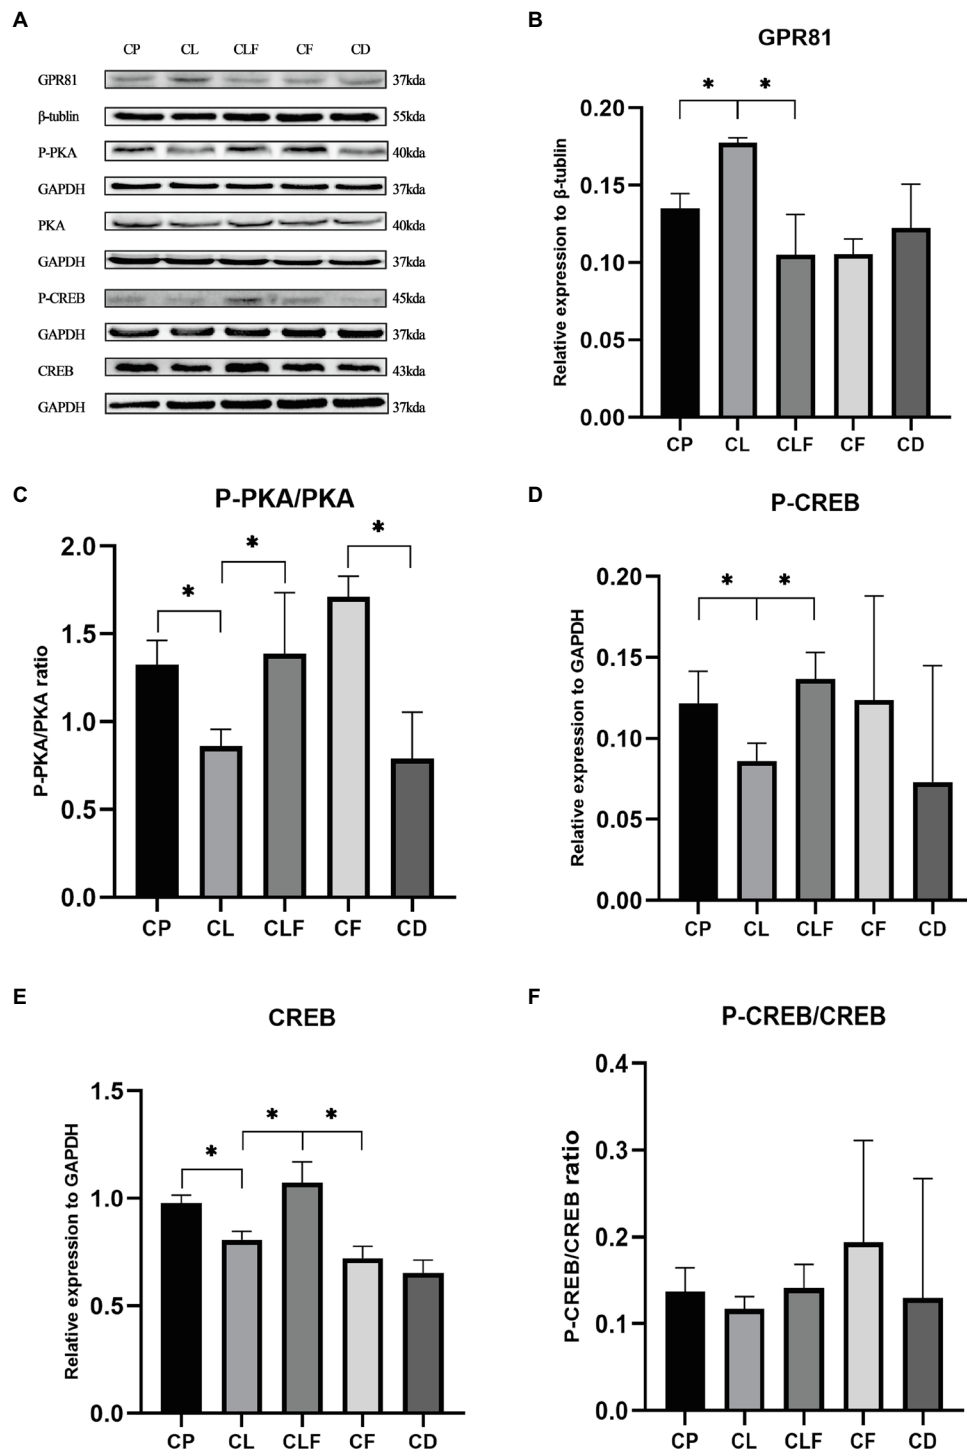 A
CP CL CLF CF CD
GPR81 37kda
β-tublin 55kda
P-PKA 40kda
GAPDH 37kda
PKA 40kda
GAPDH 37kda
P-CREB 45kda
GAPDH 37kda
CREB 43kda
GAPDH 37kda
B
GPR81
Relative expression to β-tublin
0.20
0.15
0.10
0.05
0.00
* *
CP CL CLF CF CD
C
P-PKA/PKA
P-PKA/PKA ratio
2.0
1.5
1.0
0.5
0.0
* * *
CP CL CLF CF CD
D
P-CREB
Relative expression to GAPDH
0.20
0.15
0.10
0.05
0.00
* *
CP CL CLF CF CD
E
CREB
Relative expression to GAPDH
1.5
1.0
0.5
0.0
* * *
CP CL CLF CF CD
F
P-CREB/CREB
P-CREB/CREB ratio
0.4
0.3
0.2
0.1
0.0
CP CL CLF CF CD